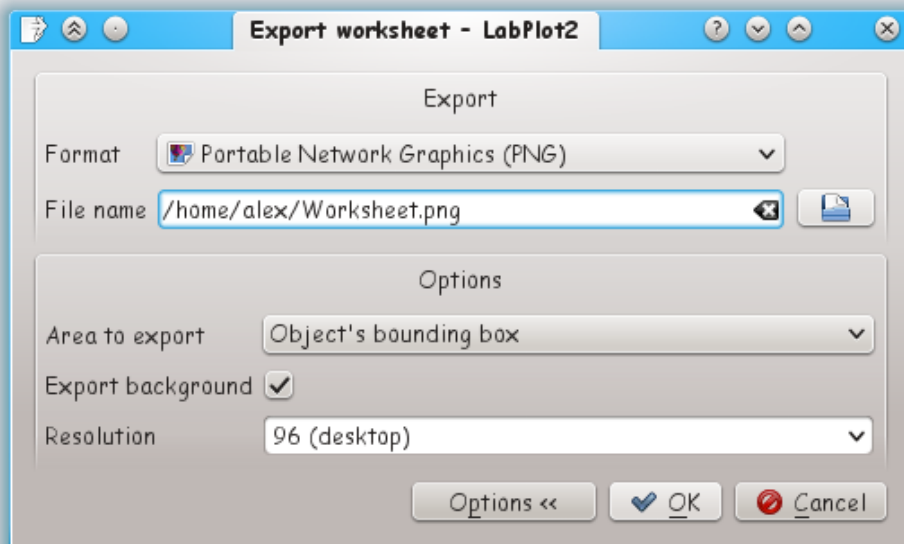 Export worksheet - LabPlot2
Export
Format Portable Network Graphics (PNG)
File name /home/alex/Worksheet.png
Options
Area to export Object's bounding box
Export background
Resolution 96 (desktop)
Options << OK Cancel